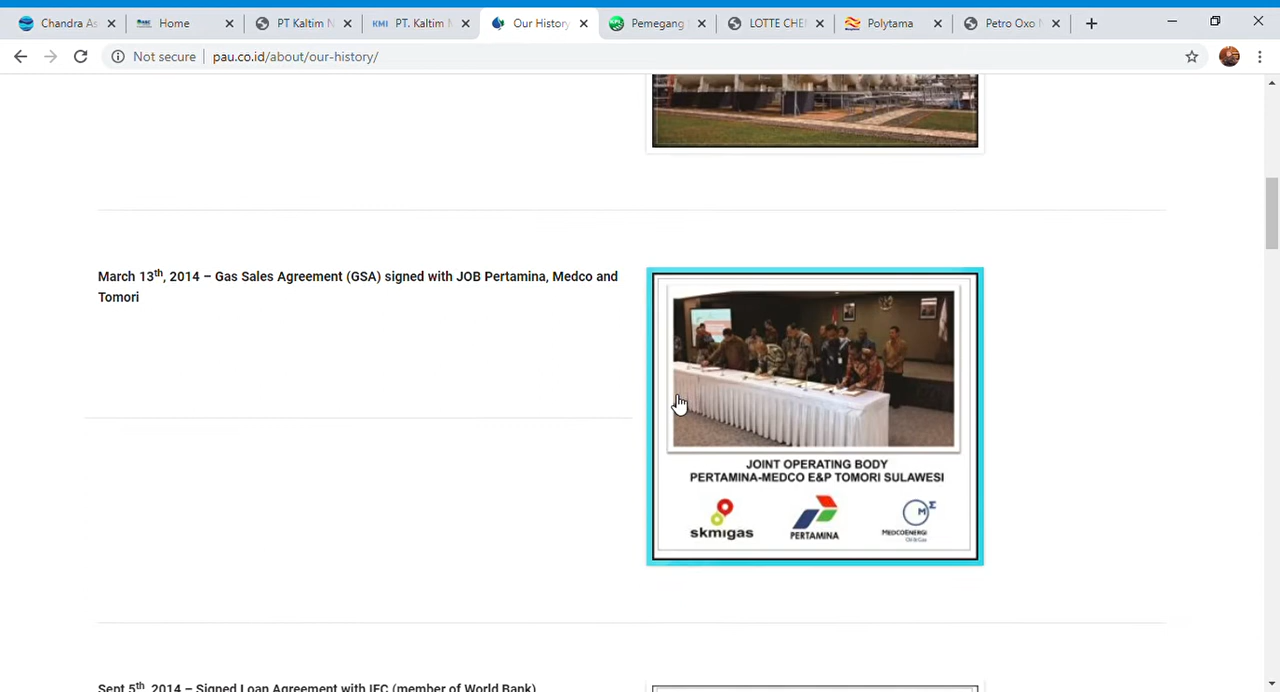 Chandra As
Home
PT Kaltim N
KMI PT. Kaltim M
Our History
Pemegang
LOTTE CHE
Polytama
Petro Oxo N
Not secure pau.co.id/about/our-history/
March 13th, 2014 – Gas Sales Agreement (GSA) signed with JOB Pertamina, Medco and
Tomori
JOINT OPERATING BODY
PERTAMINA-MEDCO E&P TOMORI SULAWESI
skmigas PERTAMINA MEDCOENERGI
Oil & Gas
Sept 5th, 2014 – Signed Loan Agreement with IFC (member of World Bank)